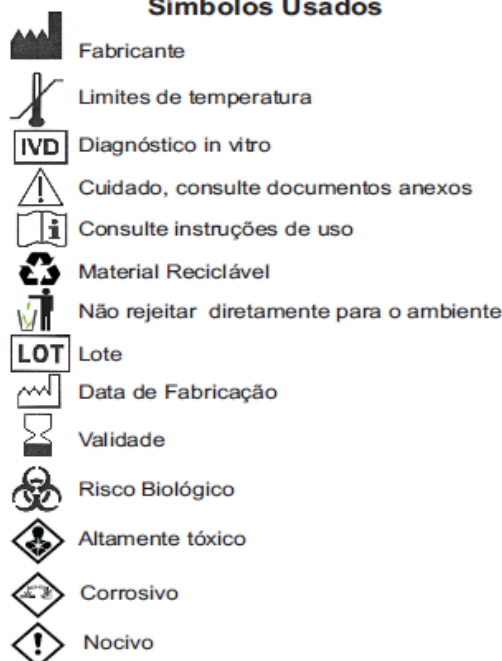 Símbolos Usados
Fabricante
Limites de temperatura
IVD Diagnóstico in vitro
Cuidado, consulte documentos anexos
Consulte instruções de uso
Material Reciclável
Não rejeitar diretamente para o ambiente
LOT Lote
Data de Fabricação
Validade
Risco Biológico
Altamente tóxico
Corrosivo
Nocivo